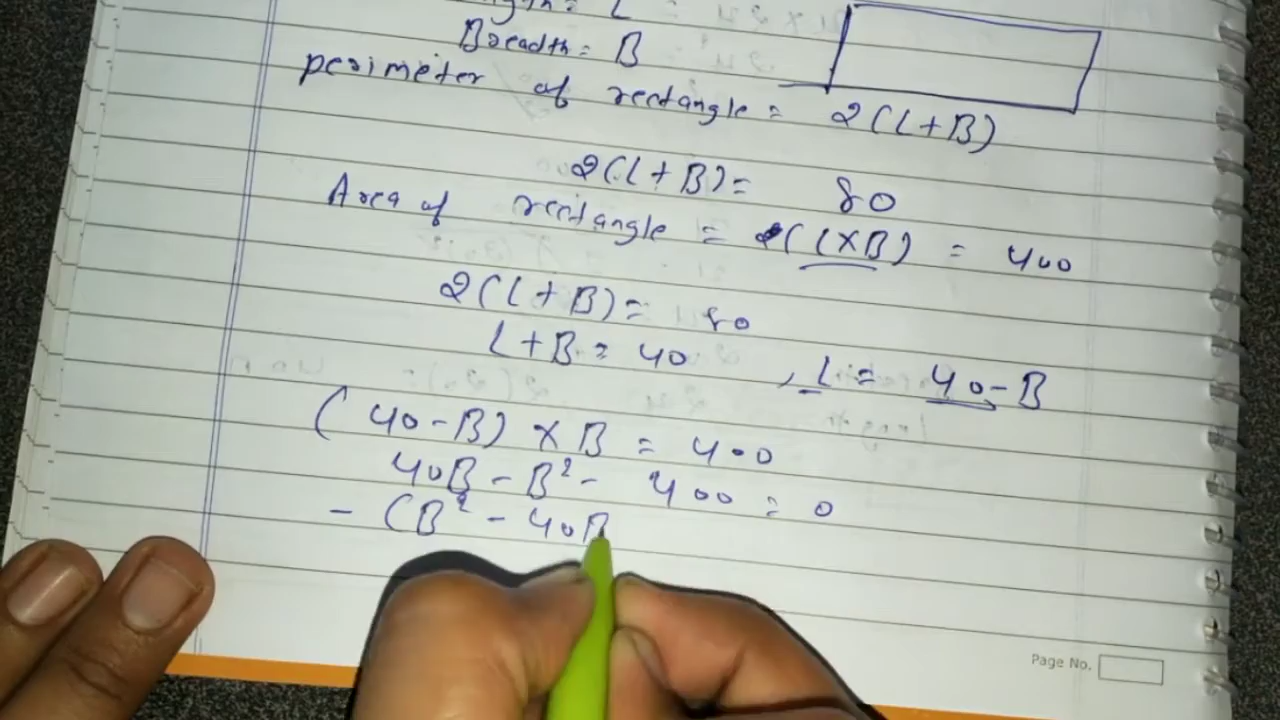 = L
Breadth = B
perimeter of rectangle = 2(L+B)
2(L+B) = 80
Area of rectangle = (L×B) = 400
2(L+B) = 80
L+B = 40 , L = 40-B
(40-B) × B = 400
40B - B² - 400 = 0
- (B² - 40B
Page No.